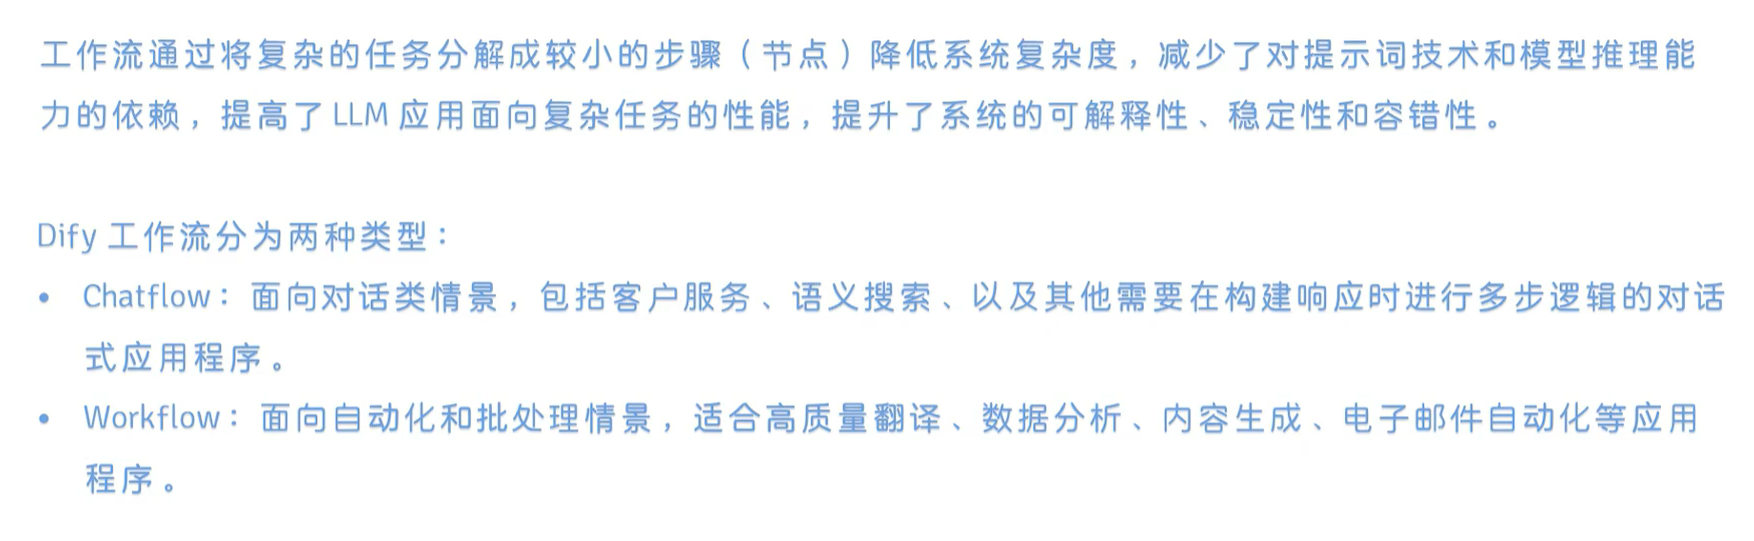 工作流通过将复杂的任务分解成较小的步骤（节点）降低系统复杂度，减少了对提示词技术和模型推理能
力的依赖，提高了 LLM 应用面向复杂任务的性能，提升了系统的可解释性、稳定性和容错性。
Dify 工作流分为两种类型：
• Chatflow：面向对话类情景，包括客户服务、语义搜索、以及其他需要在构建响应时进行多步逻辑的对话
式应用程序。
• Workflow：面向自动化和批处理情景，适合高质量翻译、数据分析、内容生成、电子邮件自动化等应用
程序。